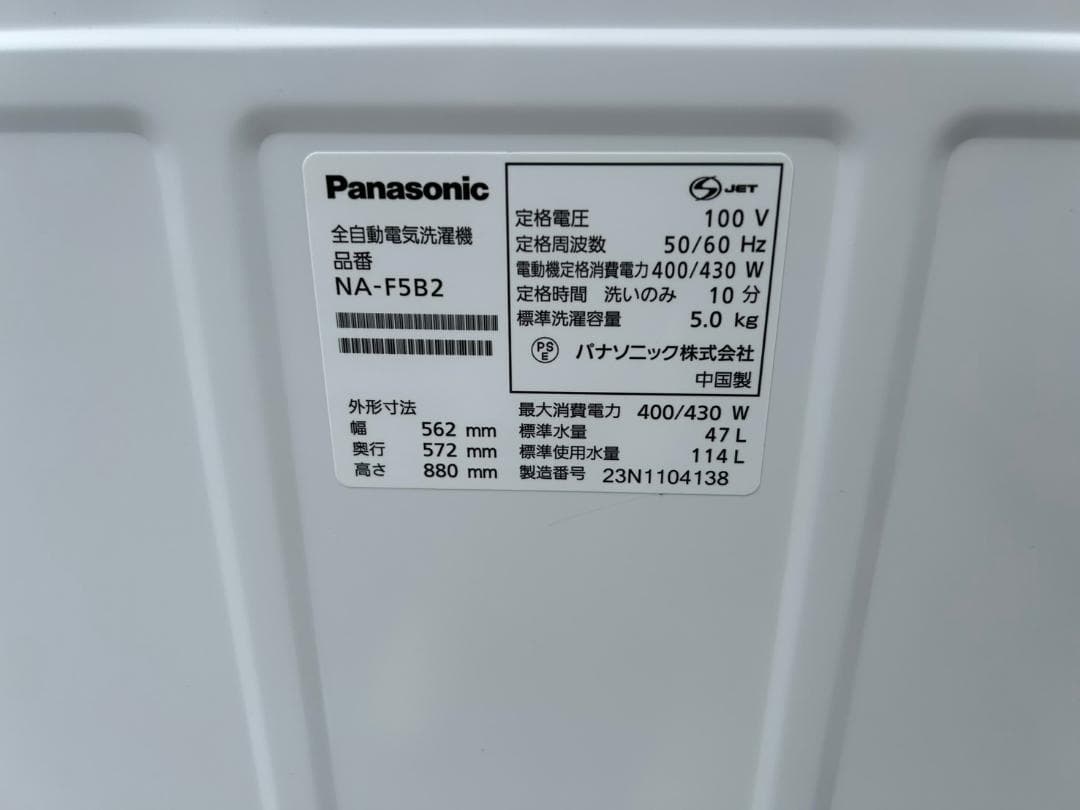 Panasonic
全自動電気洗濯機
品番
NA-F5B2
外形寸法
幅 562 mm
奥行 572 mm
高さ 880 mm
S JET
定格電圧 100 V
定格周波数 50/60 Hz
電動機定格消費電力 400/430 W
定格時間 洗いのみ 10 分
標準洗濯容量 5.0 kg
PS E パナソニック株式会社
中国製
最大消費電力 400/430 W
標準水量 47 L
標準使用水量 114 L
製造番号 23N1104138